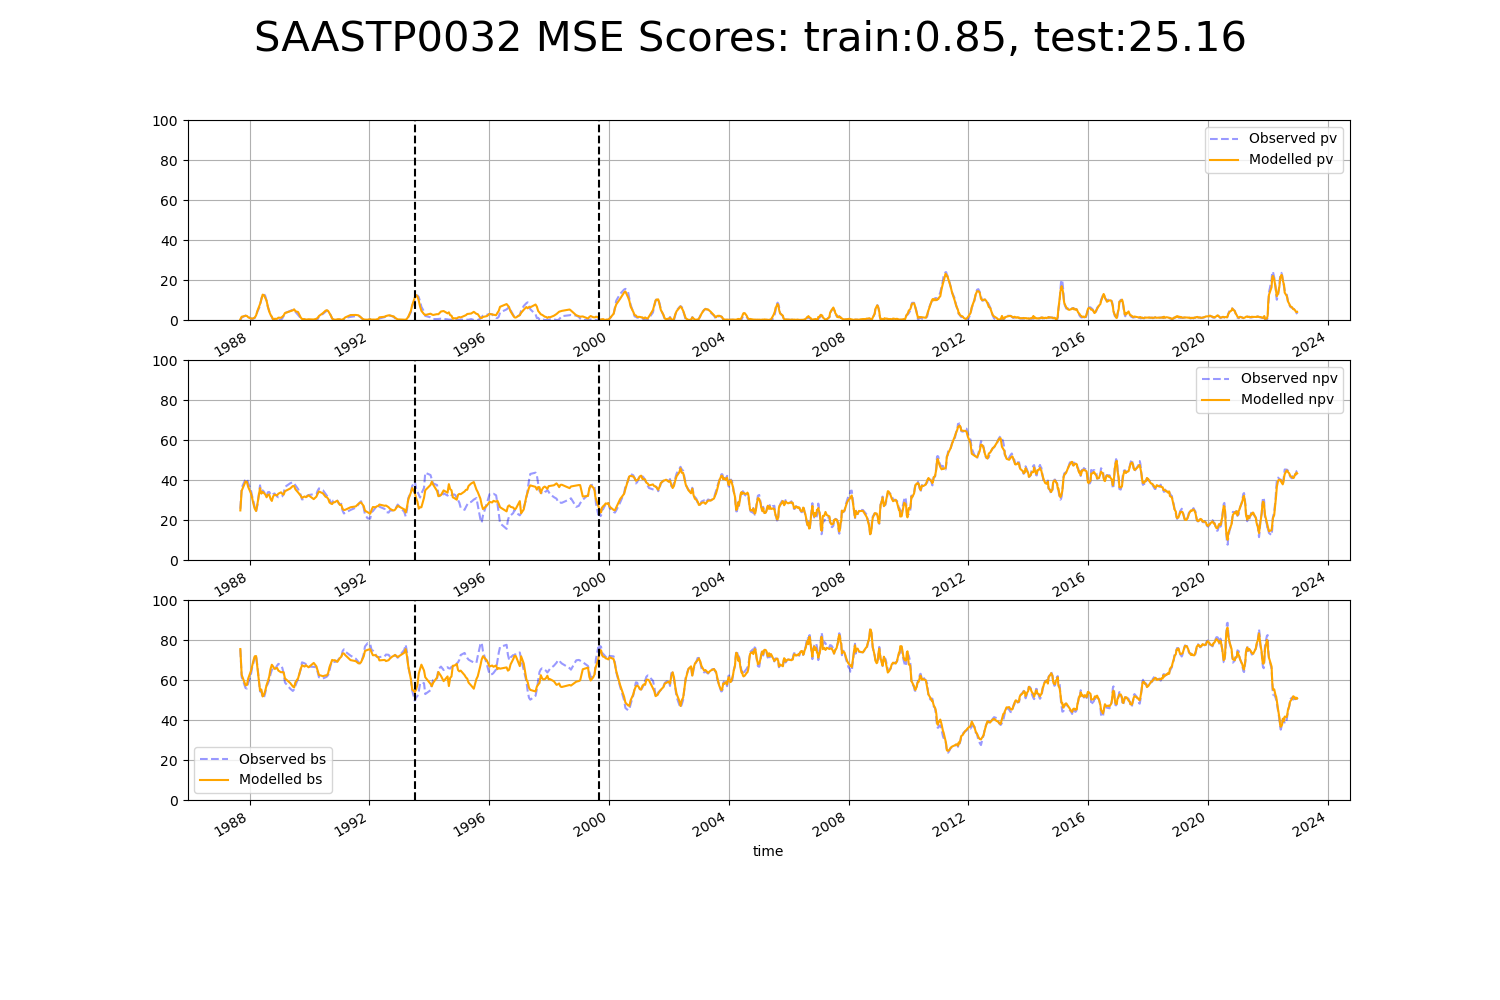 SAASTP0032 MSE Scores: train:0.85, test:25.16
100
80
60
40
20
0
Observed pv
Modelled pv
1988 1992 1996 2000 2004 2008 2012 2016 2020 2024
100
80
60
40
20
0
Observed npv
Modelled npv
1988 1992 1996 2000 2004 2008 2012 2016 2020 2024
100
80
60
40
20
0
Observed bs
Modelled bs
1988 1992 1996 2000 2004 2008 2012 2016 2020 2024
time